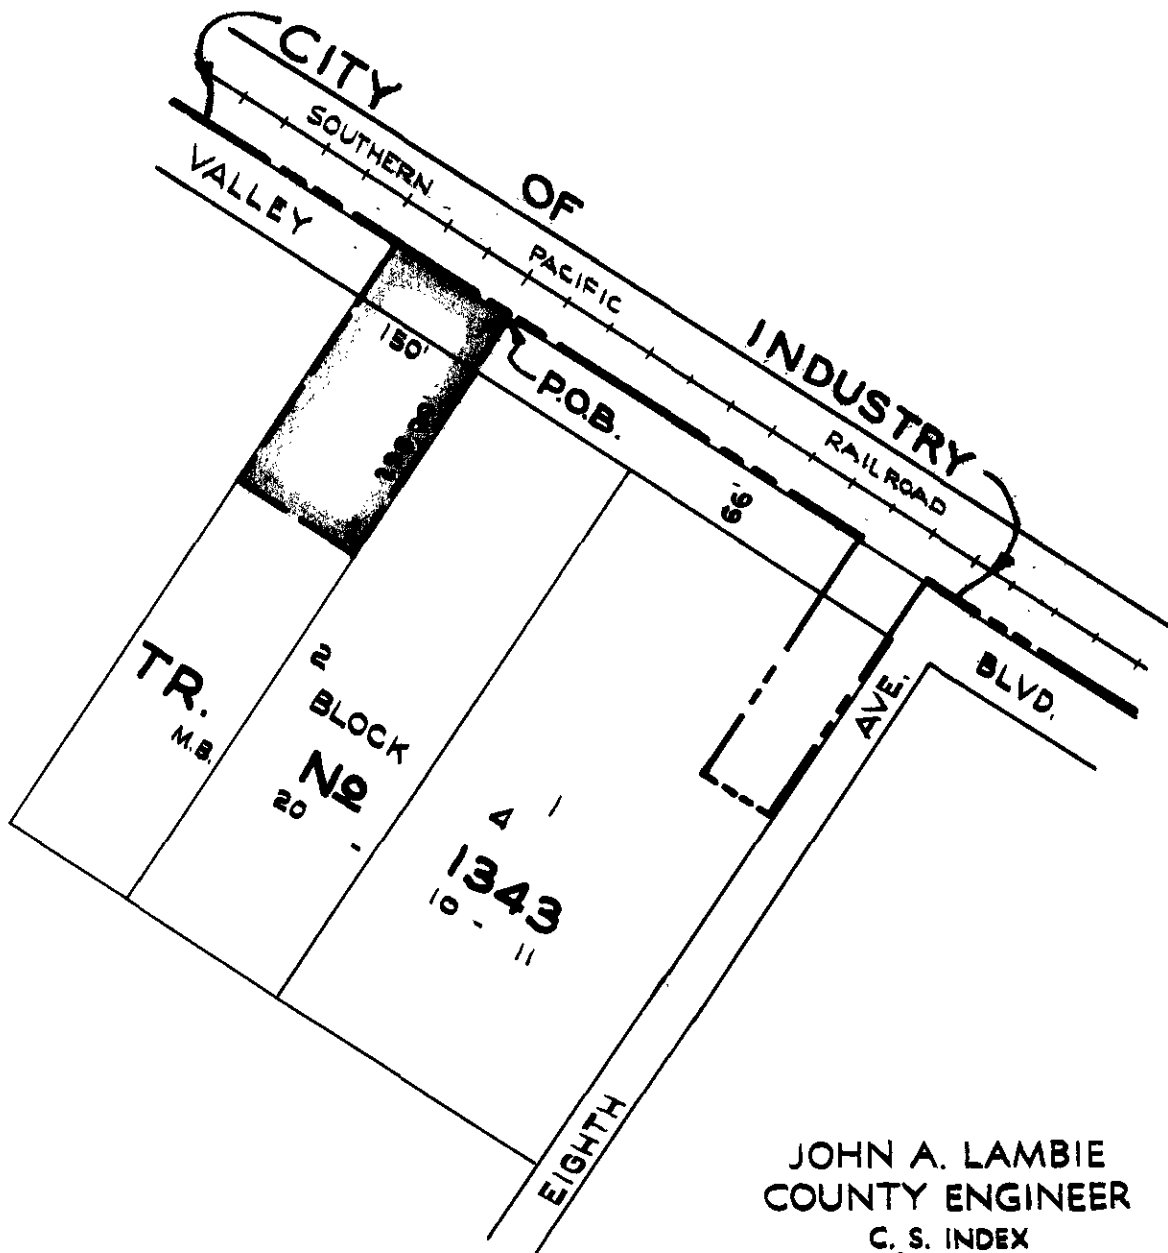 CITY OF INDUSTRY
SOUTHERN PACIFIC RAILROAD
VALLEY BLVD.
150'
P.O.B.
66'
TR. No 1343
M.B. 20 - 10 - 11
2
BLOCK
4 1
EIGHTH AVE.
JOHN A. LAMBIE
COUNTY ENGINEER
C. S. INDEX